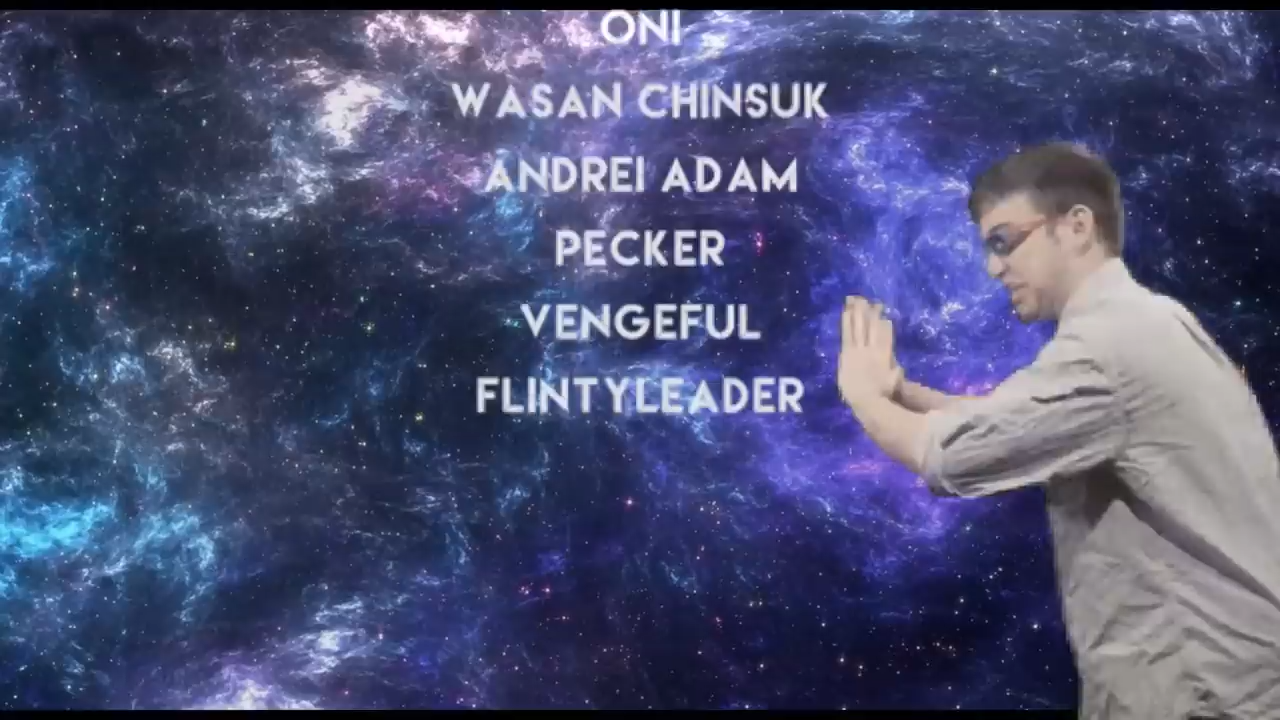 ONI
WASAN CHINSUK
ANDREI ADAM
PECKER
VENGEFUL
FLINTYLEADER